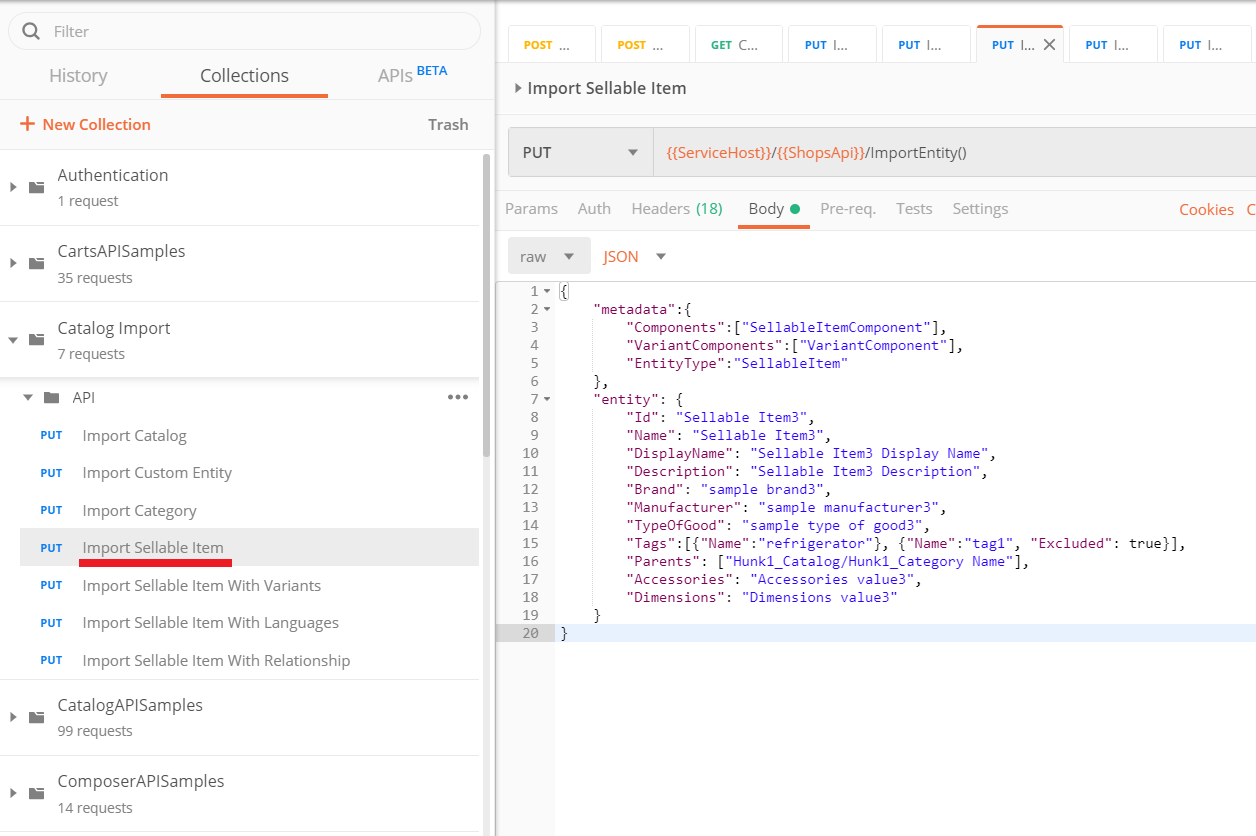 Filter
History Collections APIs BETA
+ New Collection Trash
Authentication
1 request
CartsAPISamples
35 requests
Catalog Import
7 requests
API
PUT Import Catalog
PUT Import Custom Entity
PUT Import Category
PUT Import Sellable Item
PUT Import Sellable Item With Variants
PUT Import Sellable Item With Languages
PUT Import Sellable Item With Relationship
CatalogAPISamples
99 requests
ComposerAPISamples
14 requests
POST ... POST ... GET C... PUT I... PUT I... PUT I... PUT I... PUT I...
Import Sellable Item
PUT {{ServiceHost}}/{{ShopsApi}}/ImportEntity()
Params Auth Headers (18) Body Pre-req. Tests Settings Cookies C
raw JSON
1 {
2 "metadata":{
3 "Components":["SellableItemComponent"],
4 "VariantComponents":["VariantComponent"],
5 "EntityType":"SellableItem"
6 },
7 "entity": {
8 "Id": "Sellable Item3",
9 "Name": "Sellable Item3",
10 "DisplayName": "Sellable Item3 Display Name",
11 "Description": "Sellable Item3 Description",
12 "Brand": "sample brand3",
13 "Manufacturer": "sample manufacturer3",
14 "TypeOfGood": "sample type of good3",
15 "Tags":[{"Name":"refrigerator"}, {"Name":"tag1", "Excluded": true}],
16 "Parents": ["Hunk1_Catalog/Hunk1_Category Name"],
17 "Accessories": "Accessories value3",
18 "Dimensions": "Dimensions value3"
19 }
20 }